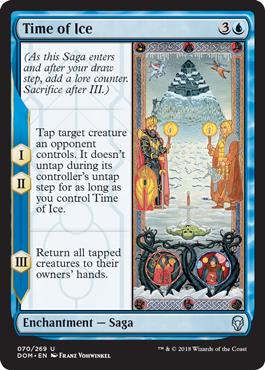 Time of Ice 3
(As this Saga enters
and after your draw
step, add a lore counter.
Sacrifice after III.)
I
II
Tap target creature
an opponent
controls. It doesn't
untap during its
controller's untap
step for as long as
you control Time
of Ice.
III
Return all tapped
creatures to their
owners' hands.
Enchantment — Saga
070/269 U
DOM • EN Franz Vohwinkel
™ & © 2018 Wizards of the Coast